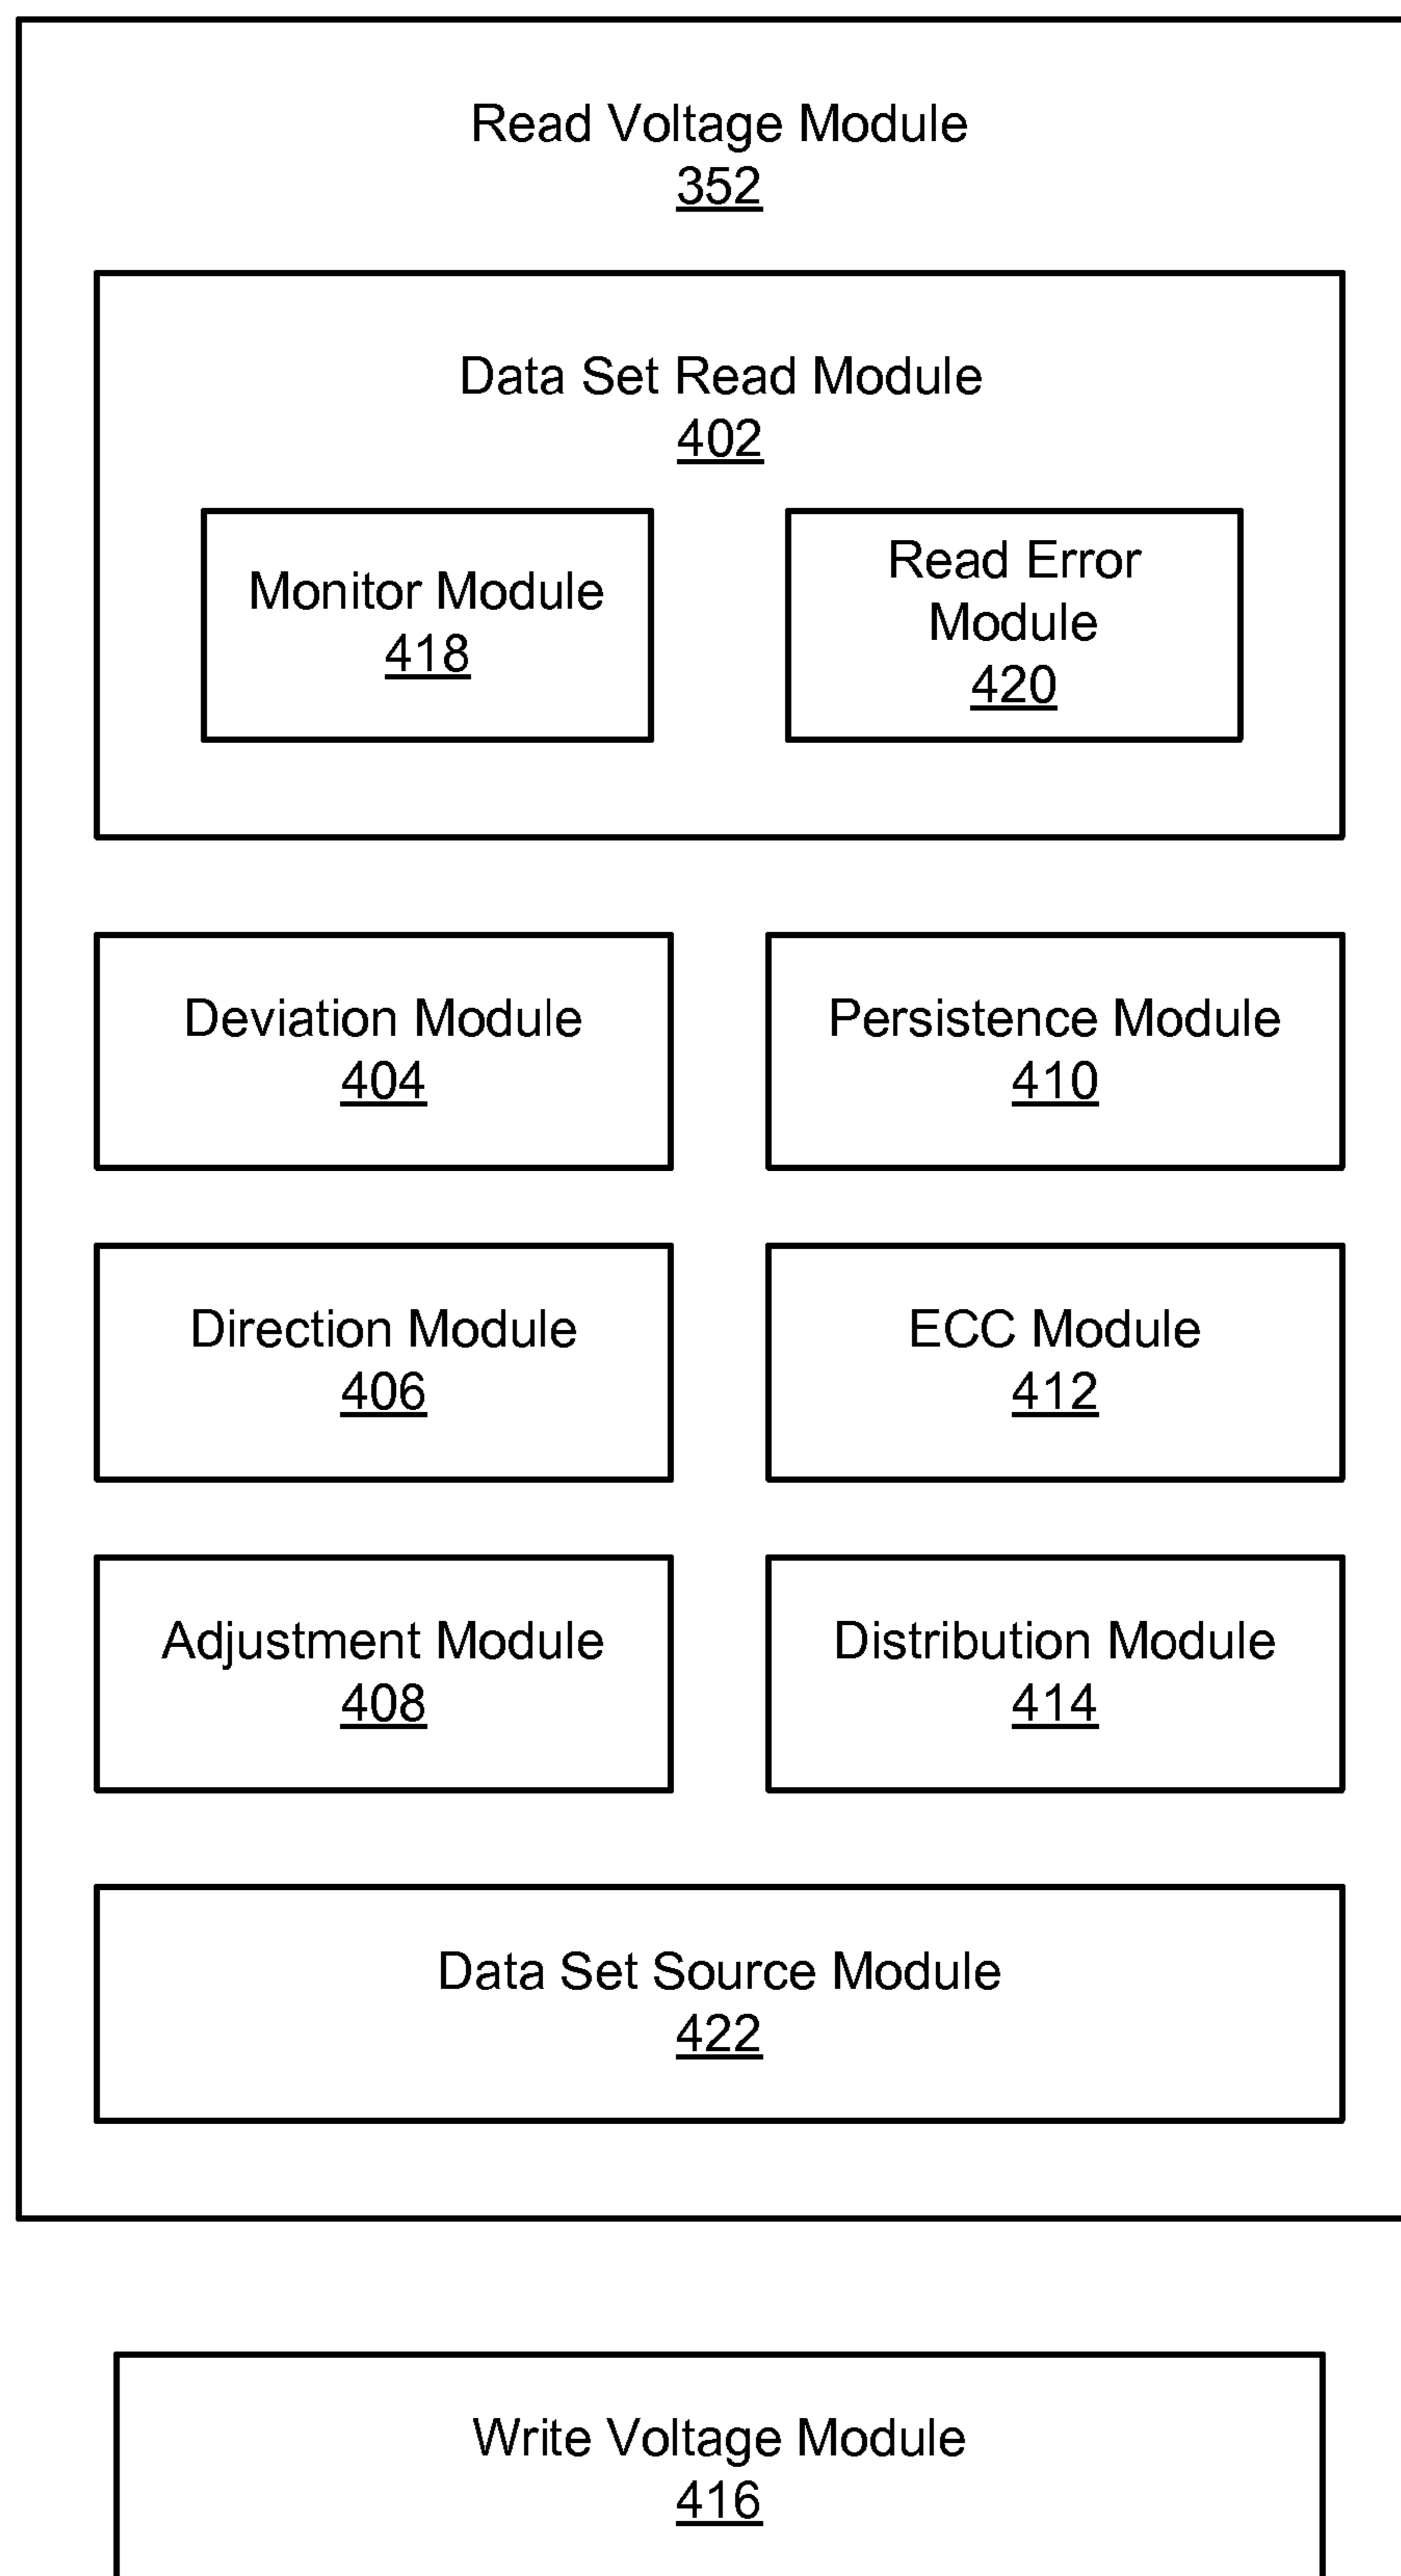 Read Voltage Module
352
Data Set Read Module
402
Monitor Module
418
Read Error
Module
420
Deviation Module
404
Persistence Module
410
Direction Module
406
ECC Module
412
Adjustment Module
408
Distribution Module
414
Data Set Source Module
422
Write Voltage Module
416